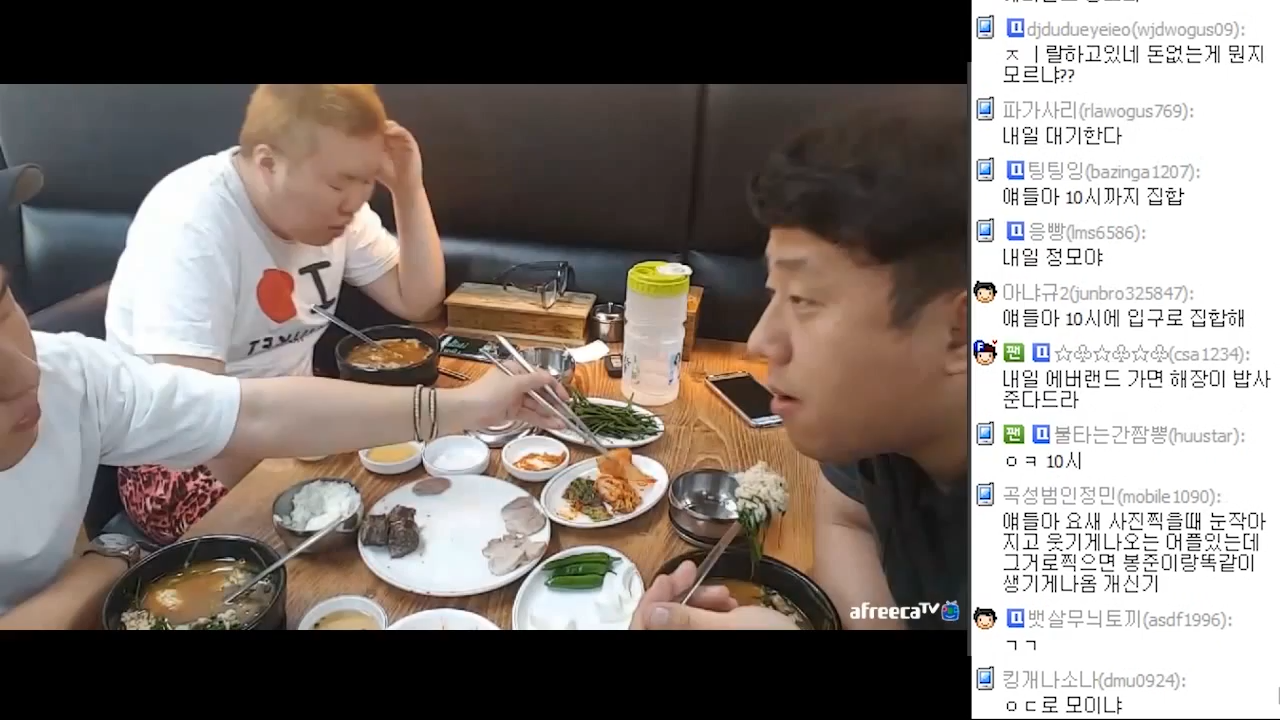 djdudueyeieo(wjdwogus09):
ㅈ ㅣ랄하고있네 돈없는게 뭔지
모르냐??
파가사리(rlawogus769):
내일 대기한다
팅팅잉(bazinga1207):
얘들아 10시까지 집합
응빵(lms6586):
내일 정모야
아냐규2(junbro325847):
얘들아 10시에 입구로 집합해
팬 ☆♧☆♧☆♧(csa1234):
내일 에버랜드 가면 해장이 밥사
준다드라
팬 불타는간짬뽕(huustar):
ㅇㅋ 10시
곡성범인정민(mobile1090):
얘들아 요새 사진찍을때 눈작아
지고 웃기게나오는 어플있는데
그거로찍으면 봉준이랑똑같이
생기게나옴 개신기
뱃살무늬토끼(asdf1996):
ㄱㄱ
킹개나소나(dmu0924):
ㅇㄷ로 모이냐
afreecaTV